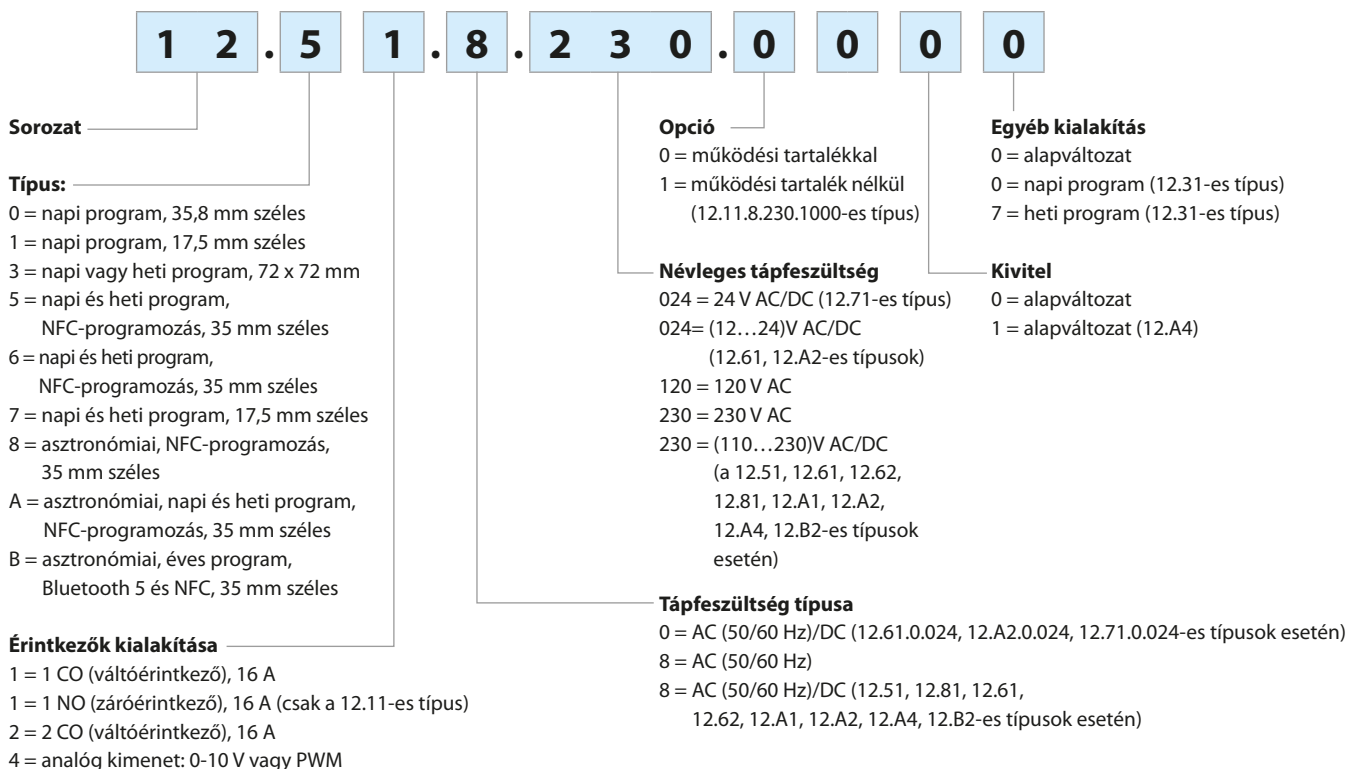 1 2 . 5 1 . 8 . 2 3 0 . 0 0 0 0
Sorozat
Típus:
0 = napi program, 35,8 mm széles
1 = napi program, 17,5 mm széles
3 = napi vagy heti program, 72 x 72 mm
5 = napi és heti program,
NFC-programozás, 35 mm széles
6 = napi és heti program,
NFC-programozás, 35 mm széles
7 = napi és heti program, 17,5 mm széles
8 = asztronómiai, NFC-programozás,
35 mm széles
A = asztronómiai, napi és heti program,
NFC-programozás, 35 mm széles
B = asztronómiai, éves program,
Bluetooth 5 és NFC, 35 mm széles
Érintkezők kialakítása
1 = 1 CO (váltóérintkező), 16 A
1 = 1 NO (záróérintkező), 16 A (csak a 12.11-es típus)
2 = 2 CO (váltóérintkező), 16 A
4 = analóg kimenet: 0-10 V vagy PWM
Opció
0 = működési tartalékkal
1 = működési tartalék nélkül
(12.11.8.230.1000-es típus)
Névleges tápfeszültség
024 = 24 V AC/DC (12.71-es típus)
024= (12…24)V AC/DC
(12.61, 12.A2-es típusok)
120 = 120 V AC
230 = 230 V AC
230 = (110…230)V AC/DC
(a 12.51, 12.61, 12.62,
12.81, 12.A1, 12.A2,
12.A4, 12.B2-es típusok
esetén)
Tápfeszültség típusa
0 = AC (50/60 Hz)/DC (12.61.0.024, 12.A2.0.024, 12.71.0.024-es típusok esetén)
8 = AC (50/60 Hz)
8 = AC (50/60 Hz)/DC (12.51, 12.81, 12.61,
12.62, 12.A1, 12.A2, 12.A4, 12.B2-es típusok esetén)
Egyéb kialakítás
0 = alapváltozat
0 = napi program (12.31-es típus)
7 = heti program (12.31-es típus)
Kivitel
0 = alapváltozat
1 = alapváltozat (12.A4)